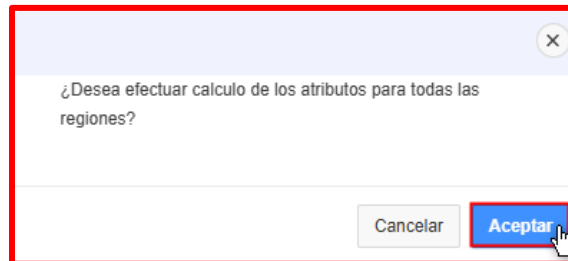 ¿Desea efectuar calculo de los atributos para todas las
regiones?
Cancelar
Aceptar